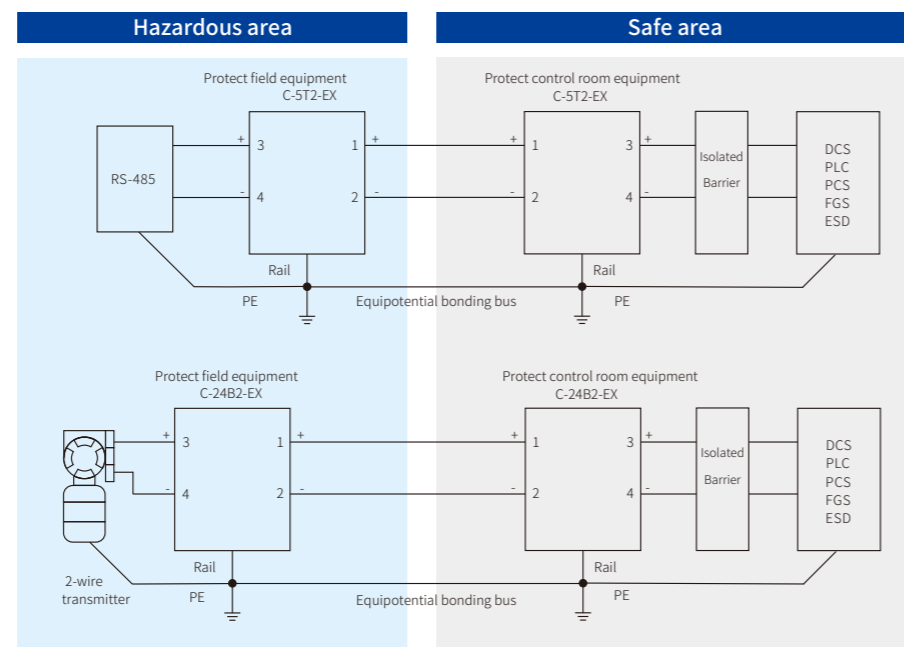 Hazardous area
Safe area
Protect field equipment
C-5T2-EX
Protect control room equipment
C-5T2-EX
RS-485
+ 3 1 +
- 4 2 -
+ 1 3 +
- 2 4 -
Isolated
Barrier
DCS
PLC
PCS
FGS
ESD
Rail
Rail
PE
Equipotential bonding bus
PE
Protect field equipment
C-24B2-EX
Protect control room equipment
C-24B2-EX
+ 3 1 +
- 4 2 -
+ 1 3 +
- 2 4 -
Isolated
Barrier
DCS
PLC
PCS
FGS
ESD
2-wire
transmitter
Rail
Rail
PE
Equipotential bonding bus
PE